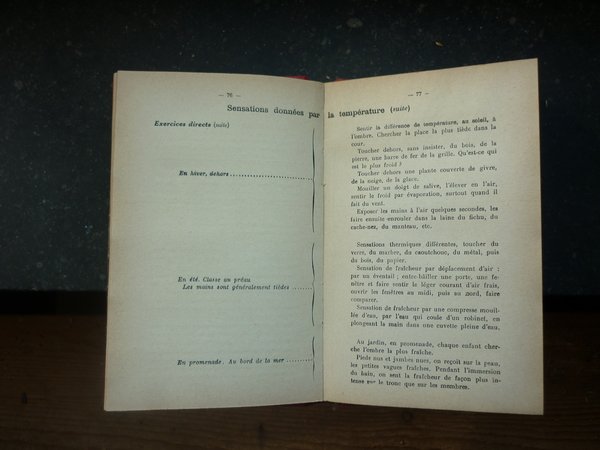 — 76 —
— 77 —
Sensations données par la température (suite)
Exercices directs (suite)
En hiver, dehors
En été. Classe au préau.
Les mains sont généralement tièdes
En promenade. Au bord de la mer
Sentir la différence de température, au soleil, à
l'ombre. Chercher la place la plus tiède dans la
cour.
Toucher dehors, sans insister, du bois, de la
pierre, une barre de fer de la grille. Qu'est-ce qui
est le plus froid ?
Toucher dehors une plante couverte de givre,
de la neige, de la glace.
Mouiller un doigt de salive, l'élever en l'air,
sentir le froid par évaporation, surtout quand il
fait du vent.
Exposer les mains à l'air quelques secondes, les
faire ensuite enrouler dans la laine du fichu, du
cache-nez, du manteau, etc.
Sensations thermiques différentes, toucher du
verre, du marbre, du caoutchouc, du métal, puis
du bois, du papier.
Sensation de fraîcheur par déplacement d'air :
par un éventail ; entre-bâiller une porte, une fe-
nêtre et faire sentir le léger courant d'air frais,
ouvrir les fenêtres au midi, puis au nord, faire
comparer.
Sensation de fraîcheur par une compresse mouil-
lée d'eau, par l'eau qui coule d'un robinet, en
plongeant la main dans une cuvette pleine d'eau.
Au jardin, en promenade, chaque enfant cher-
che l'ombre la plus fraîche.
Pieds nus et jambes nues, on reçoit sur la peau,
les petites vagues fraîches. Pendant l'immersion
du bain, on sent la fraîcheur de façon plus in-
tense sur le tronc que sur les membres.